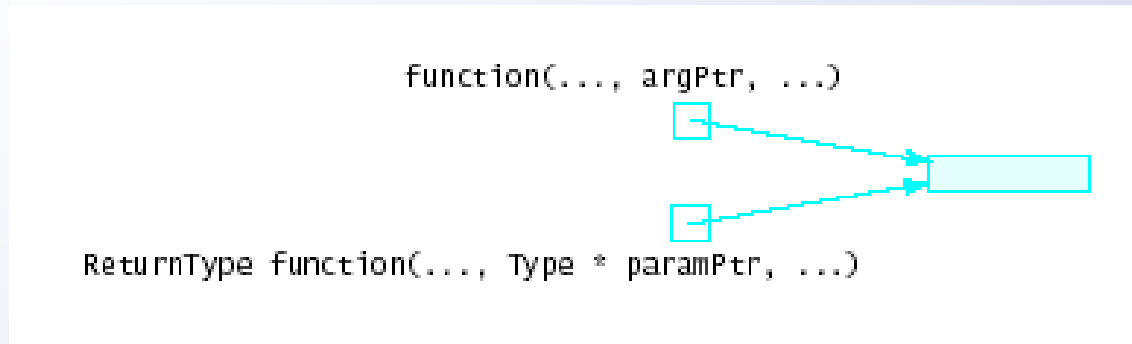 function(..., argPtr, ...)
ReturnType function(..., Type * paramPtr, ...)